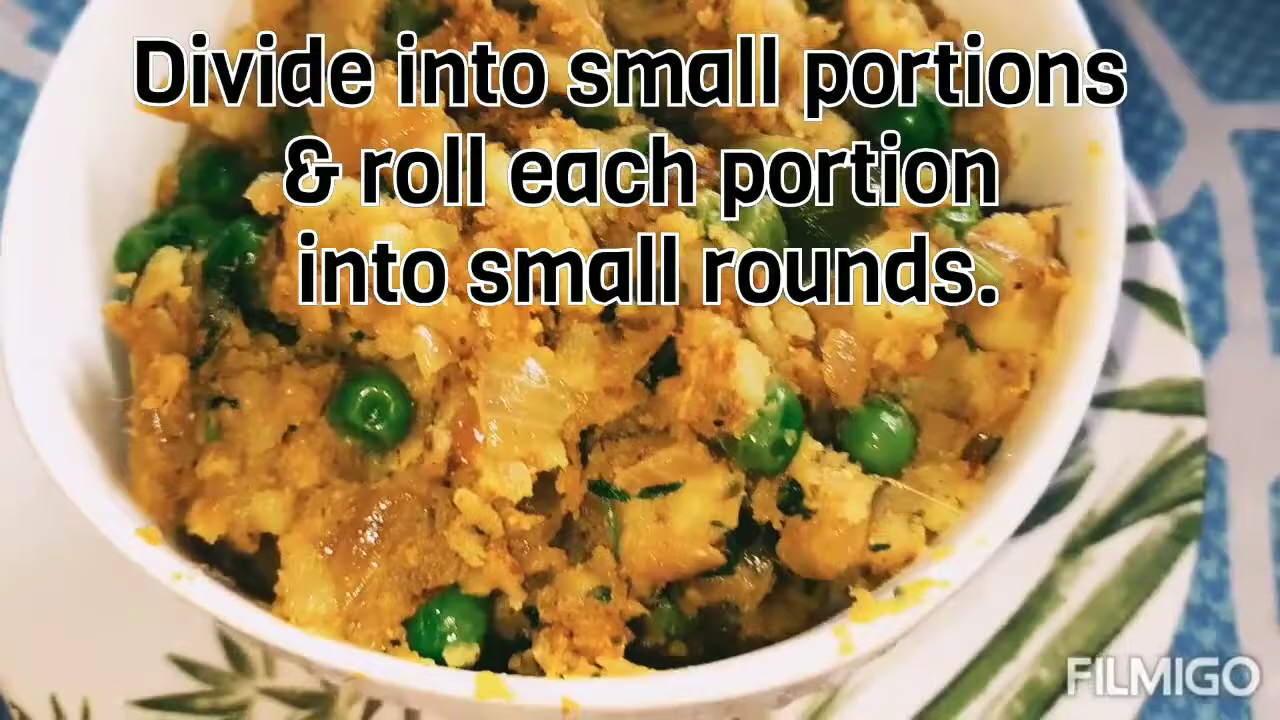 Divide into small portions
& roll each portion
into small rounds.
FILMIGO